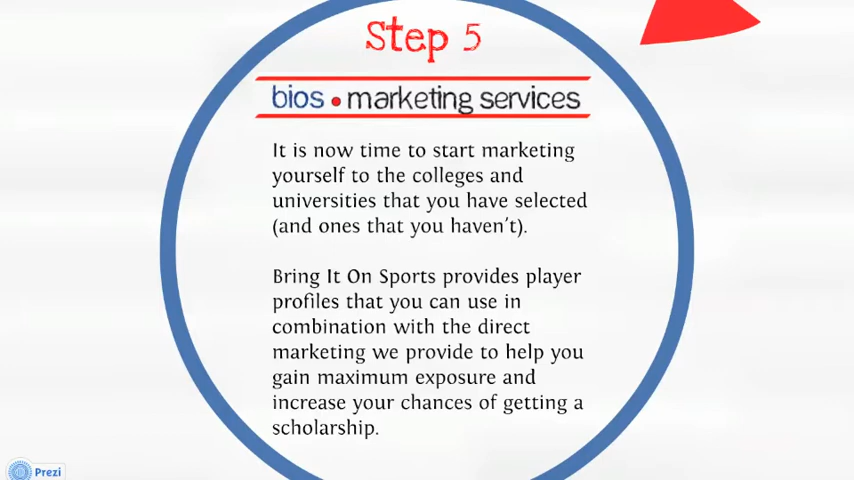 Step 5
bios • marketing services
It is now time to start marketing
yourself to the colleges and
universities that you have selected
(and ones that you haven't).
Bring It On Sports provides player
profiles that you can use in
combination with the direct
marketing we provide to help you
gain maximum exposure and
increase your chances of getting a
scholarship.
Prezi